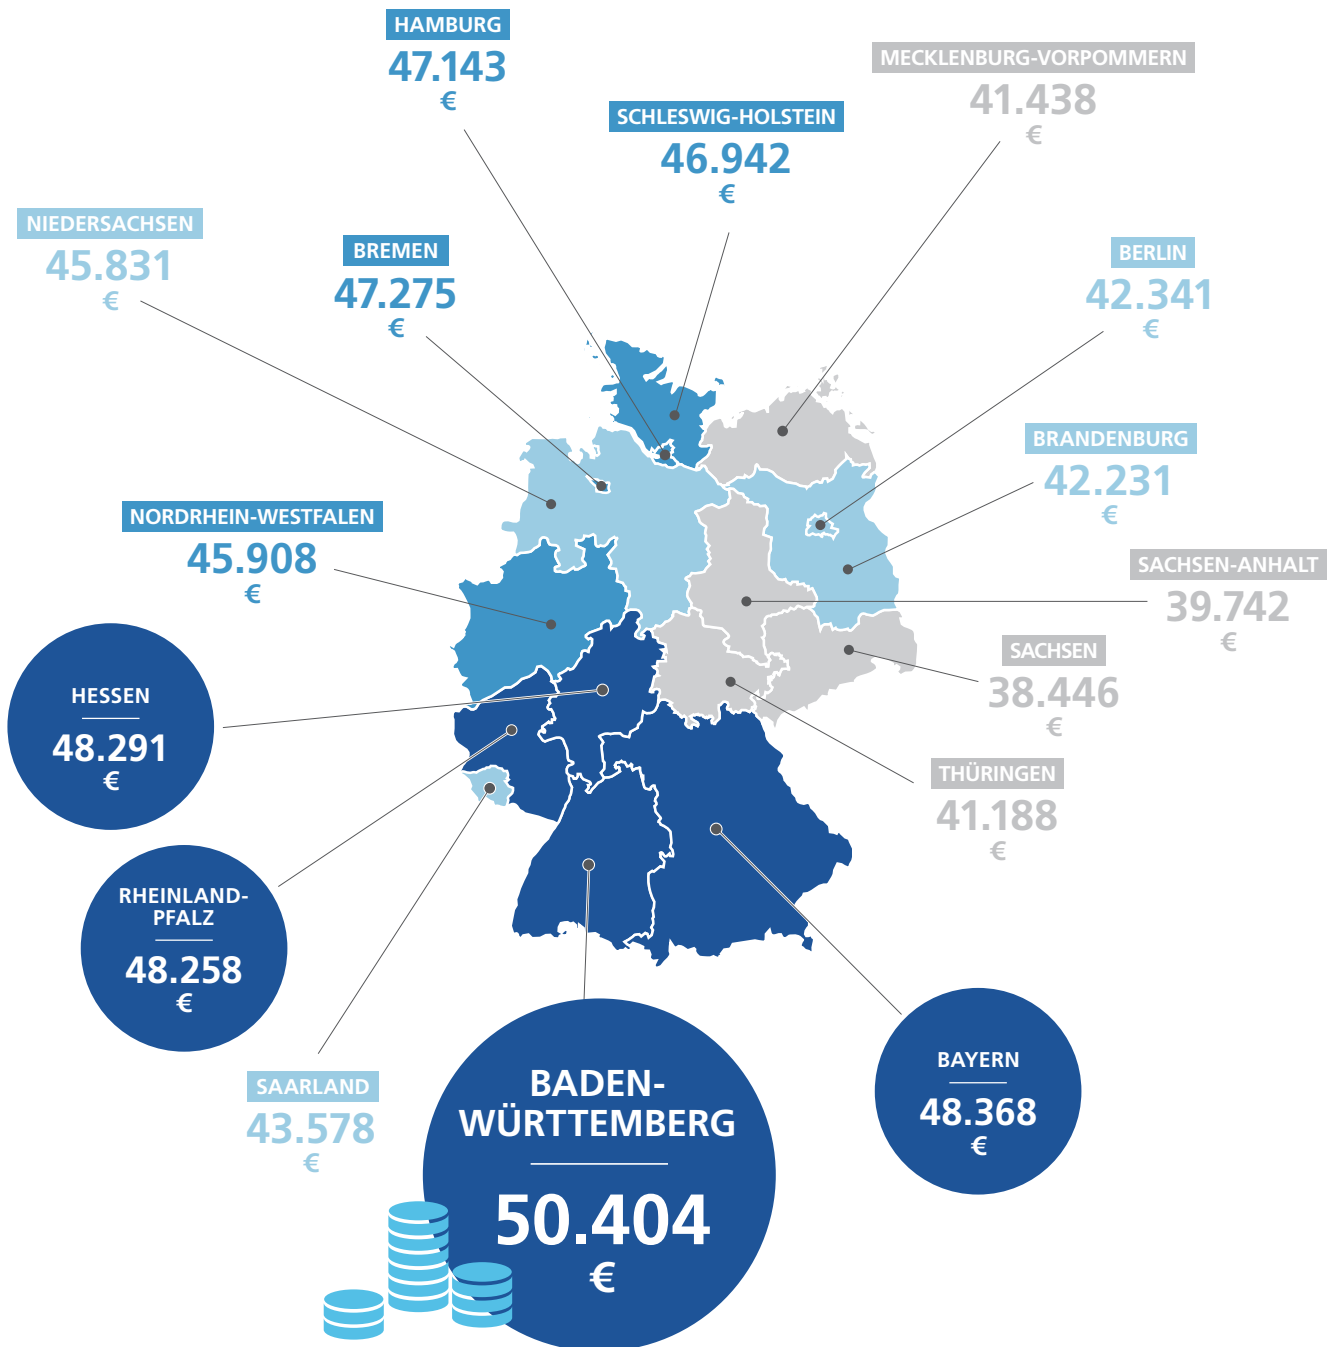 HAMBURG
47.143
€
MECKLENBURG-VORPOMMERN
41.438
€
SCHLESWIG-HOLSTEIN
46.942
€
NIEDERSACHSEN
45.831
€
BREMEN
47.275
€
BERLIN
42.341
€
BRANDENBURG
42.231
€
NORDRHEIN-WESTFALEN
45.908
€
SACHSEN-ANHALT
39.742
€
SACHSEN
38.446
€
HESSEN
48.291
€
THÜRINGEN
41.188
€
RHEINLAND-
PFALZ
48.258
€
SAARLAND
43.578
€
BADEN-
WÜRTTEMBERG
50.404
€
BAYERN
48.368
€